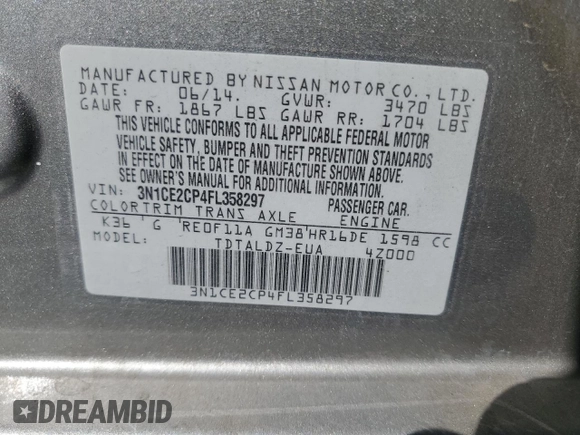 MANUFACTURED BY NISSAN MOTOR CO., LTD.
DATE: 06/14. GVWR: 3470 LBS
GAWR FR: 1867 LBS GAWR RR: 1704 LBS
THIS VEHICLE CONFORMS TO ALL APPLICABLE FEDERAL MOTOR
VEHICLE SAFETY, BUMPER AND THEFT PREVENTION STANDARDS
IN EFFECT ON THE DATE OF MANUFACTURE SHOWN ABOVE.
SEE OWNER'S MANUAL FOR ADDITIONAL INFORMATION.
VIN: 3N1CE2CP4FL358297 PASSENGER CAR.
COLOR TRIM TRANS AXLE ENGINE
K36 ' G 'RE0F11A GM38'HR16DE 1598 CC
MODEL: TDTALDZ-EUA 4Z000
3N1CE2CP4FL358297
DREAMBID